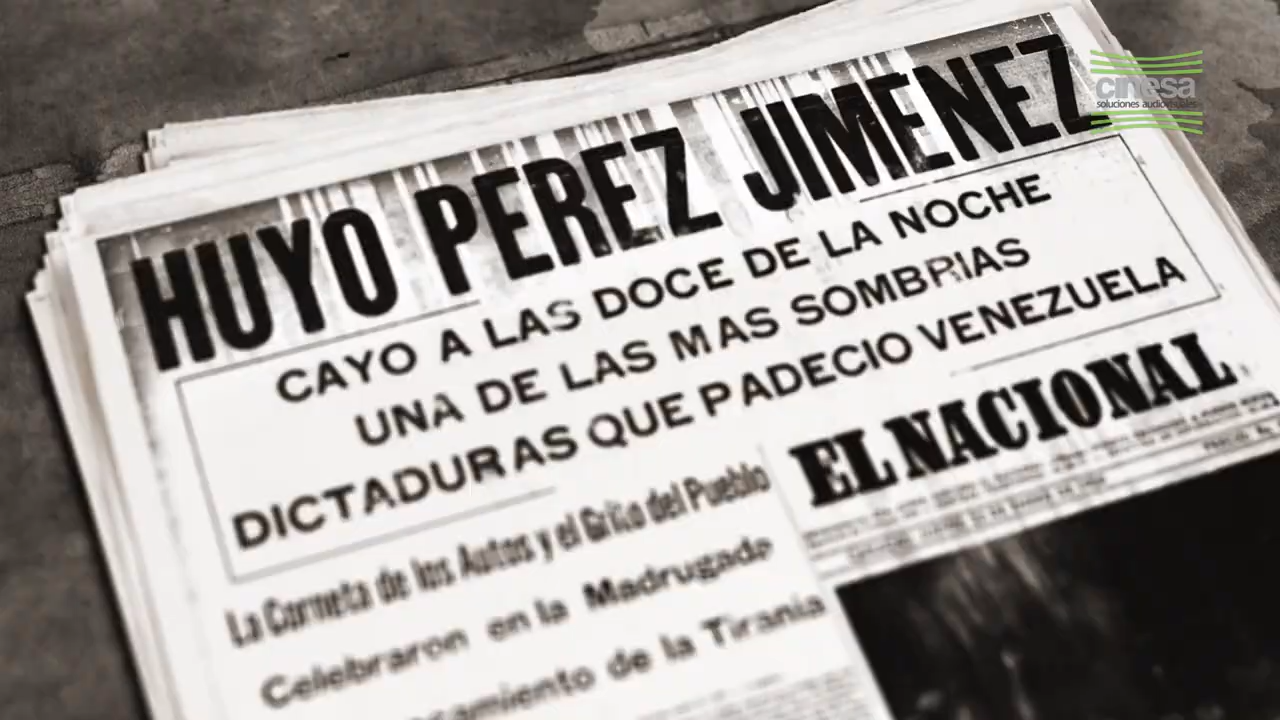 HUYO PEREZ JIMENEZ
CAYO A LAS DOCE DE LA NOCHE
UNA DE LAS MAS SOMBRIAS
DICTADURAS QUE PADECIO VENEZUELA
EL NACIONAL
La Corneta de los Autos y el Grito del Pueblo
Celebraron en la Madrugada
de la Tirania
cinesa
soluciones audiovisuales